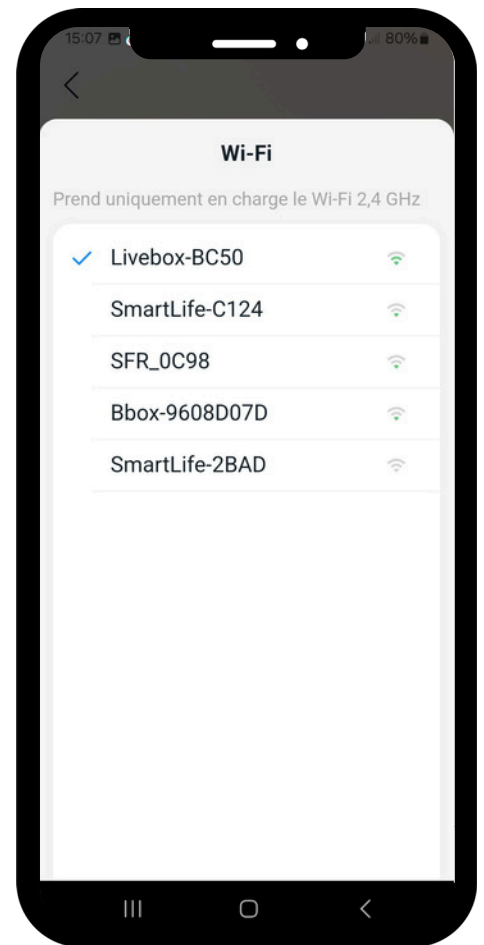 15:07
80%
Wi-Fi
Prend uniquement en charge le Wi-Fi 2,4 GHz
Livebox-BC50
SmartLife-C124
SFR_0C98
Bbox-9608D07D
SmartLife-2BAD